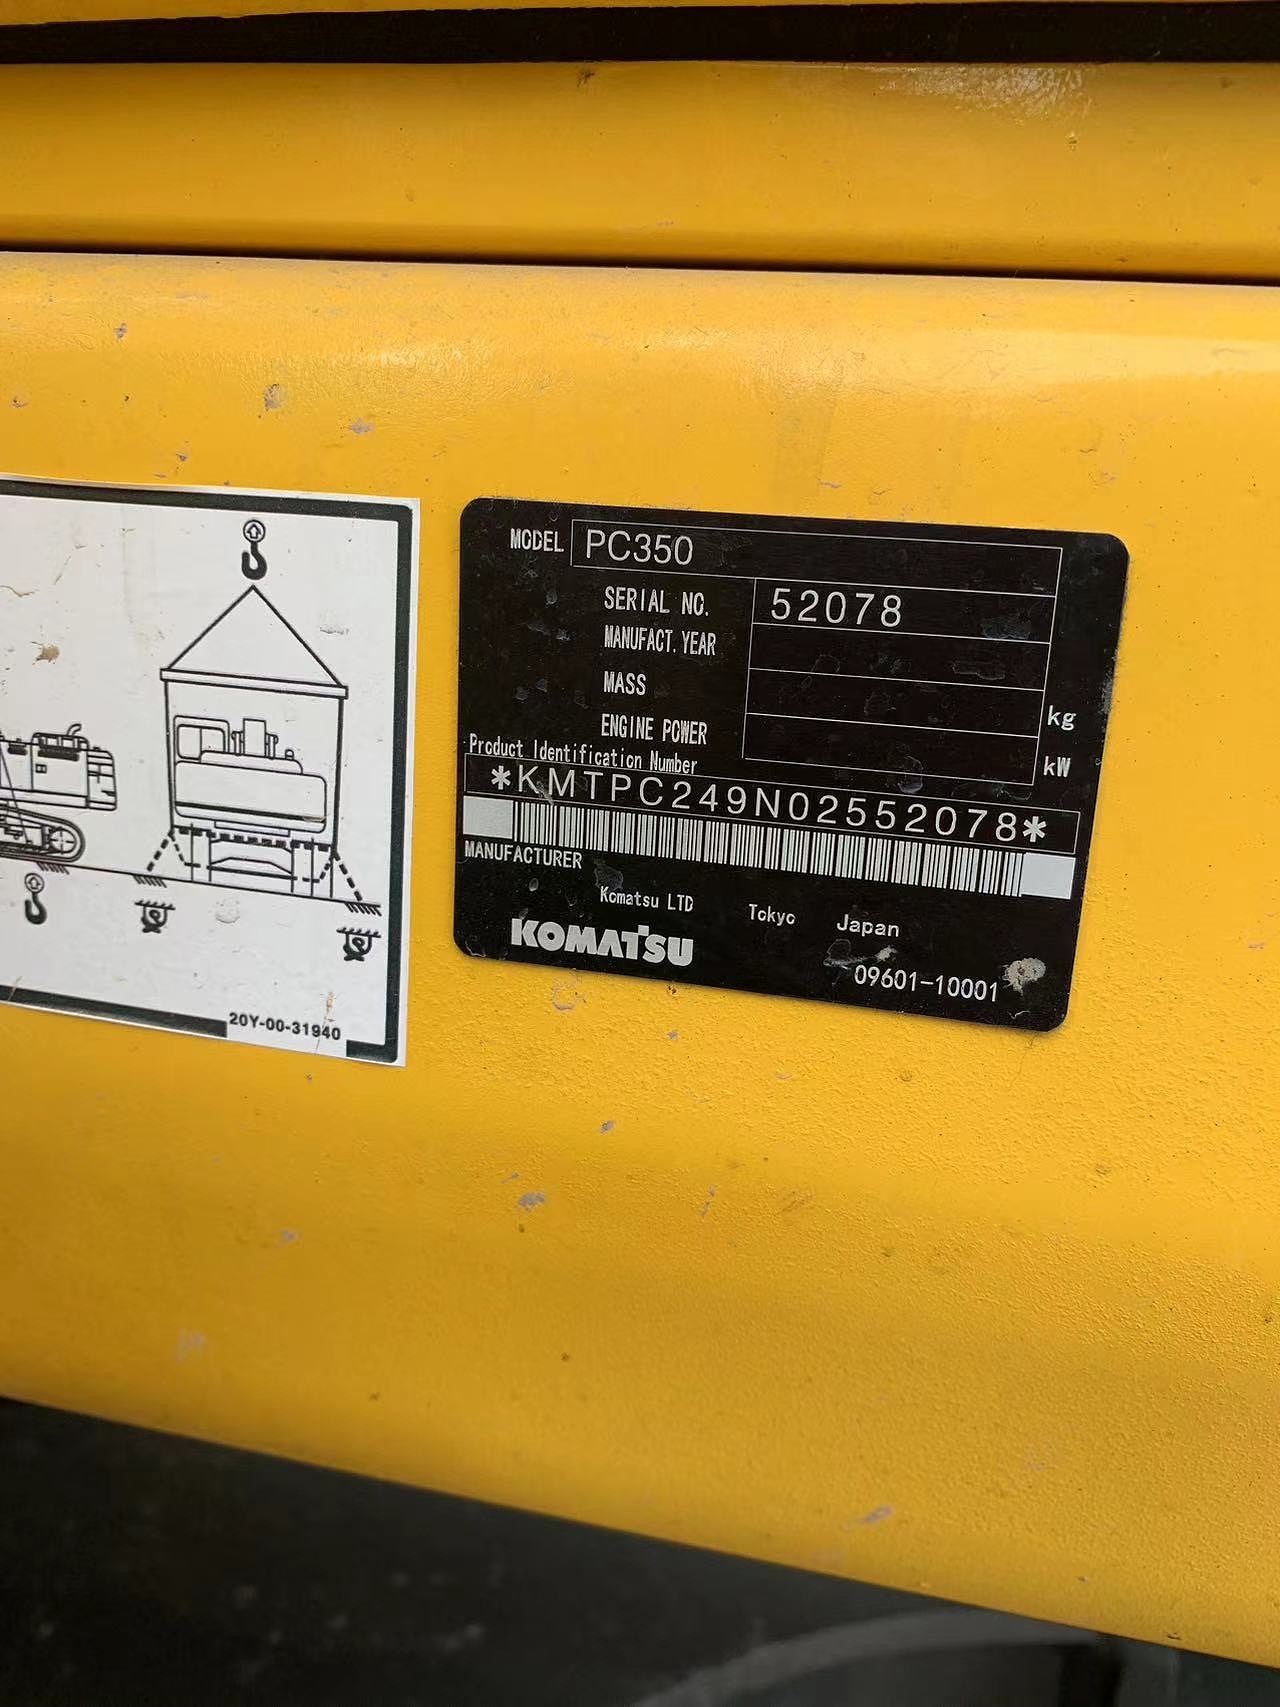 MODEL PC350
SERIAL NO. 52078
MANUFACT. YEAR
MASS kg
ENGINE POWER kW
Product Identification Number
*KMTPC249N02552078*
MANUFACTURER
Komatsu LTD Tokyo Japan
KOMATSU
09601-10001
20Y-00-31940